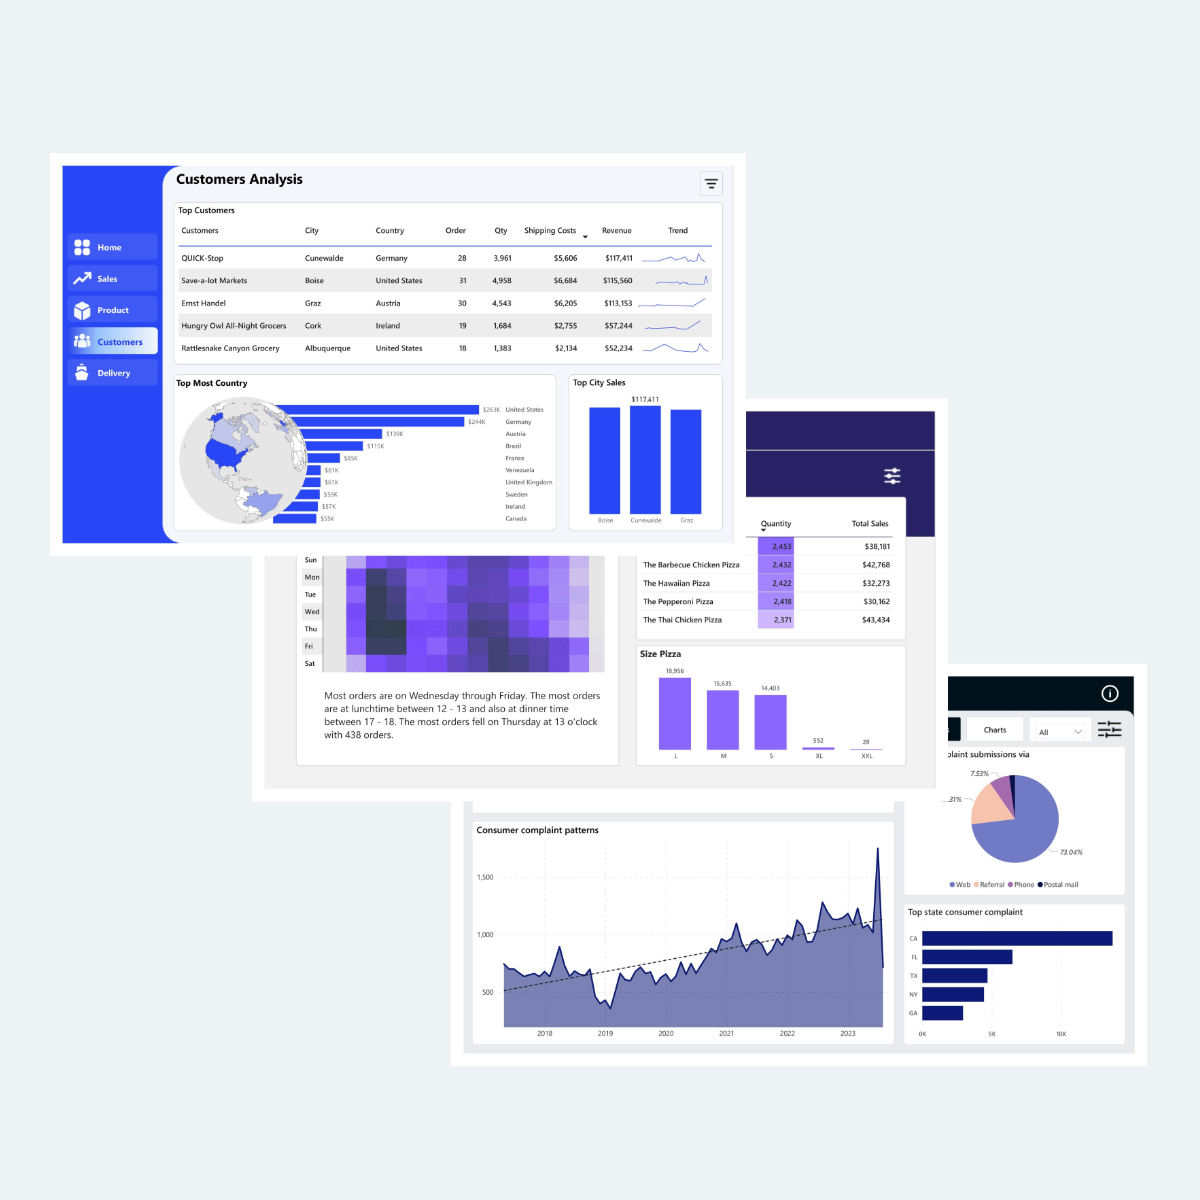 Customers Analysis
Home
Sales
Product
Customers
Delivery
Top Customers
Customers City Country Order Qty Shipping Costs Revenue Trend
QUICK-Stop Cunewalde Germany 28 3,961 $5,606 $117,411
Save-a-lot Markets Boise United States 31 4,958 $6,684 $115,560
Ernst Handel Graz Austria 30 4,543 $6,205 $113,153
Hungry Owl All-Night Grocers Cork Ireland 19 1,684 $2,755 $57,244
Rattlesnake Canyon Grocery Albuquerque United States 18 1,383 $2,134 $52,234
Top Most Country
$263K United States
$244K Germany
$139K Austria
$115K Brazil
$85K France
$61K Venezuela
$61K United Kingdom
$59K Sweden
$57K Ireland
$55K Canada
Top City Sales
$117,411
Boise Cunewalde Graz
Sun
Mon
Tue
Wed
Thu
Fri
Sat
Most orders are on Wednesday through Friday. The most orders
are at lunchtime between 12 - 13 and also at dinner time
between 17 - 18. The most orders fell on Thursday at 13 o'clock
with 438 orders.
Quantity Total Sales
2,453 $38,181
The Barbecue Chicken Pizza 2,432 $42,768
The Hawaiian Pizza 2,422 $32,273
The Pepperoni Pizza 2,418 $30,162
The Thai Chicken Pizza 2,371 $43,434
Size Pizza
18,956
15,635
14,403
552
28
L M S XL XXL
Charts
All
submissions via
7.53%
...31%
73.04%
Web Referral Phone Postal mail
Consumer complaint patterns
1,500
1,000
500
2018 2019 2020 2021 2022 2023
Top state consumer complaint
CA
FL
TX
NY
GA
0K 5K 10K